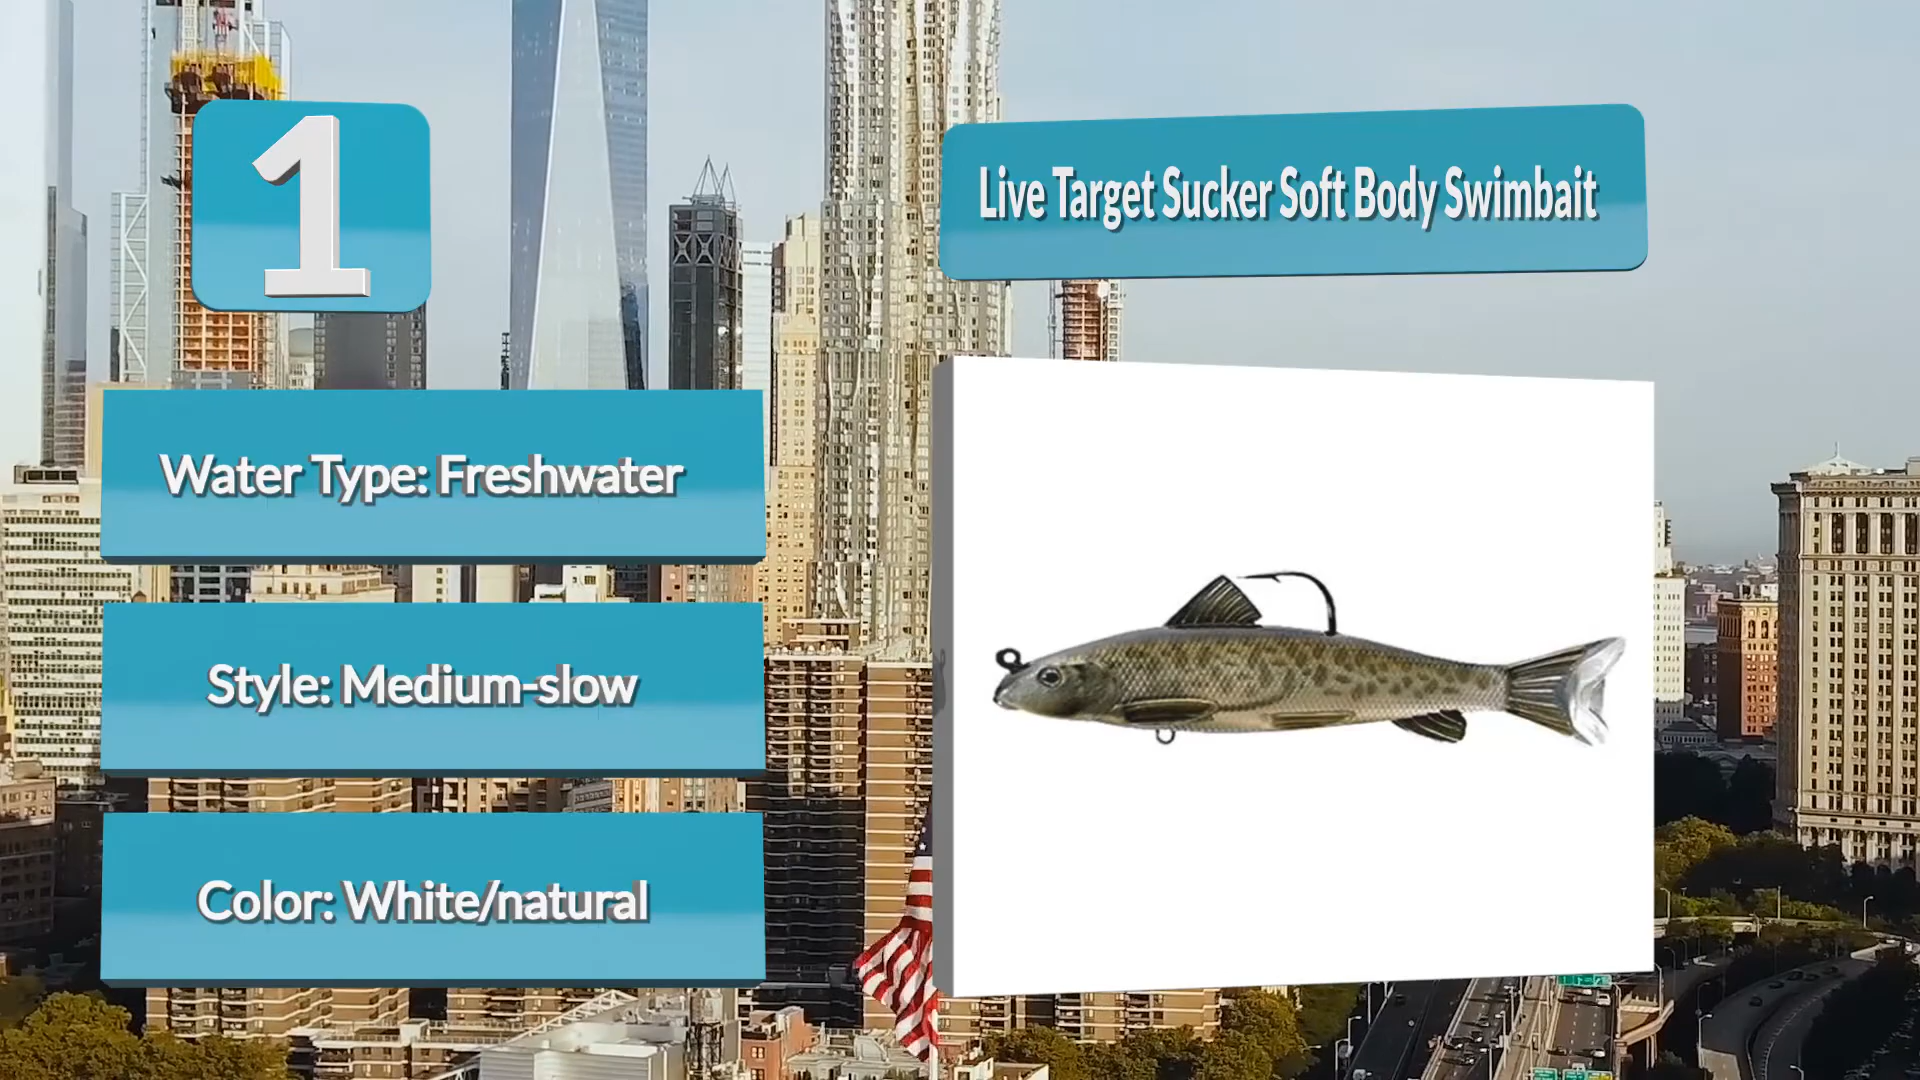 1
Live Target Sucker Soft Body Swimbait
Water Type: Freshwater
Style: Medium-slow
Color: White/natural